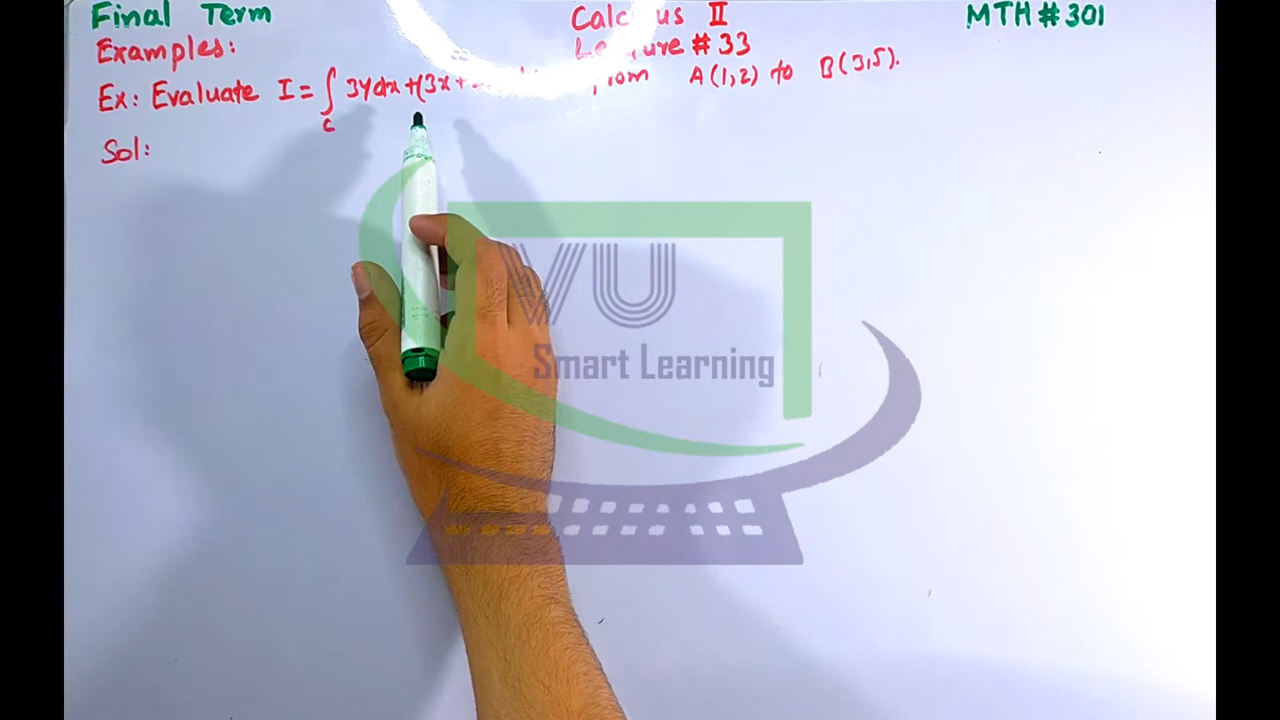 Final Term Calculus II MTH # 301
Examples: Lecture # 33
Ex: Evaluate I = ∫c 3y dx + (3x + from A(1,2) to B(3,5).
Sol:
VU
Smart Learning